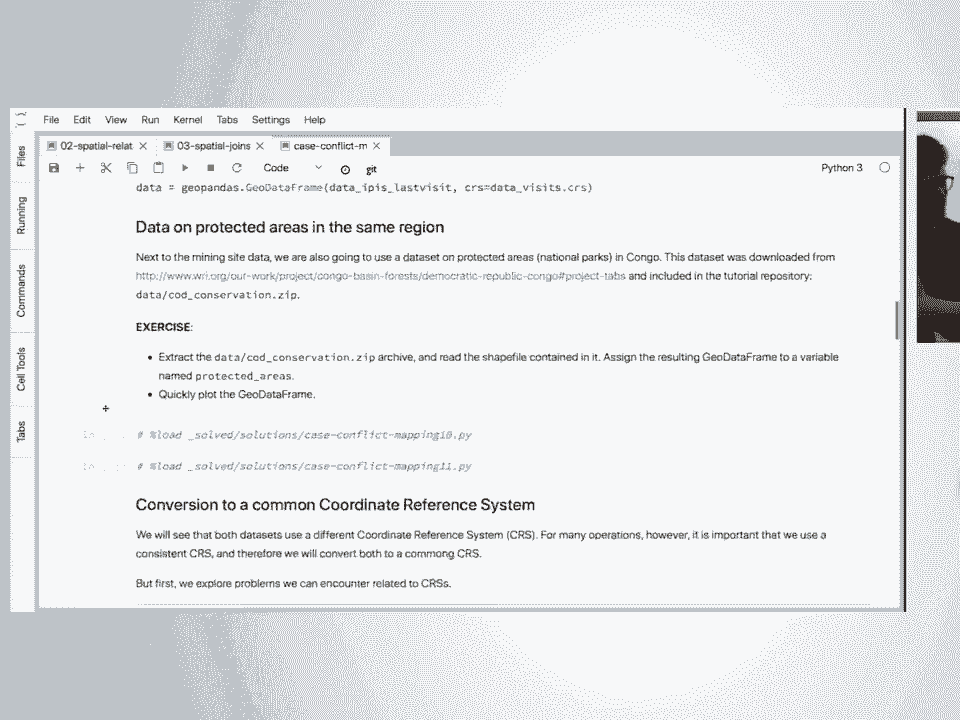 File Edit View Run Kernel Tabs Settings Help
02-spatial-relat
03-spatial-joins
case-conflict-m
Code
git
Python 3
Files
Running
Commands
Cell Tools
Tabs
data = geopandas.GeoDataFrame(data_ipis_lastvisit, crs=data_visits.crs)
Data on protected areas in the same region
Next to the mining site data, we are also going to use a dataset on protected areas (national parks) in Congo. This dataset was downloaded from
http://www.wri.org/our-work/project/congo-basin-forests/democratic-republic-congo#project-tabs and included in the tutorial repository:
data/cod_conservation.zip.
EXERCISE:
Extract the data/cod_conservation.zip archive, and read the shapefile contained in it. Assign the resulting GeoDataFrame to a variable
named protected_areas.
Quickly plot the GeoDataFrame.
# %load _solved/solutions/case-conflict-mapping10.py
# %load _solved/solutions/case-conflict-mapping11.py
Conversion to a common Coordinate Reference System
We will see that both datasets use a different Coordinate Reference System (CRS). For many operations, however, it is important that we use a
consistent CRS, and therefore we will convert both to a commong CRS.
But first, we explore problems we can encounter related to CRSs.